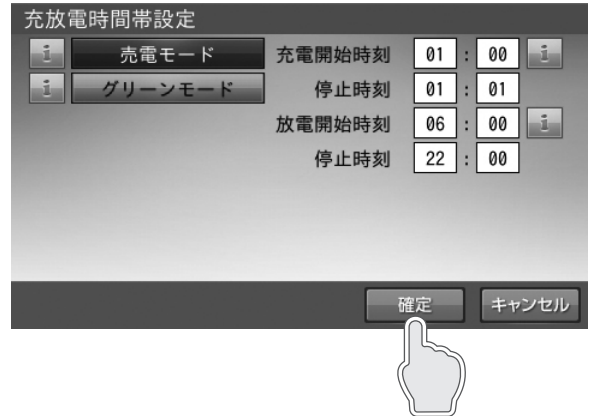 充放電時間帯設定
i 売電モード 充電開始時刻 01 : 00 i
i グリーンモード 停止時刻 01 : 01
放電開始時刻 06 : 00 i
停止時刻 22 : 00
確定 キャンセル